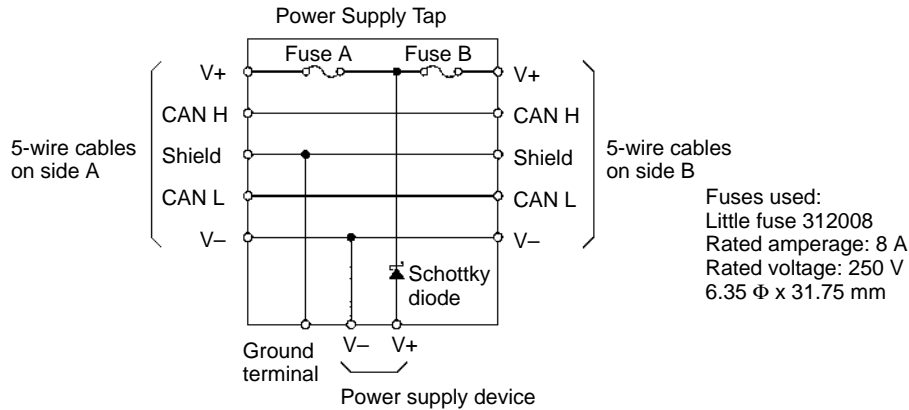 Power Supply Tap
Fuse A
Fuse B
V+
V+
CAN H
CAN H
5-wire cables
on side A
Shield
Shield
5-wire cables
on side B
CAN L
CAN L
V–
V–
Fuses used:
Little fuse 312008
Rated amperage: 8 A
Rated voltage: 250 V
6.35 Φ x 31.75 mm
Schottky
diode
Ground
terminal
V–
V+
Power supply device